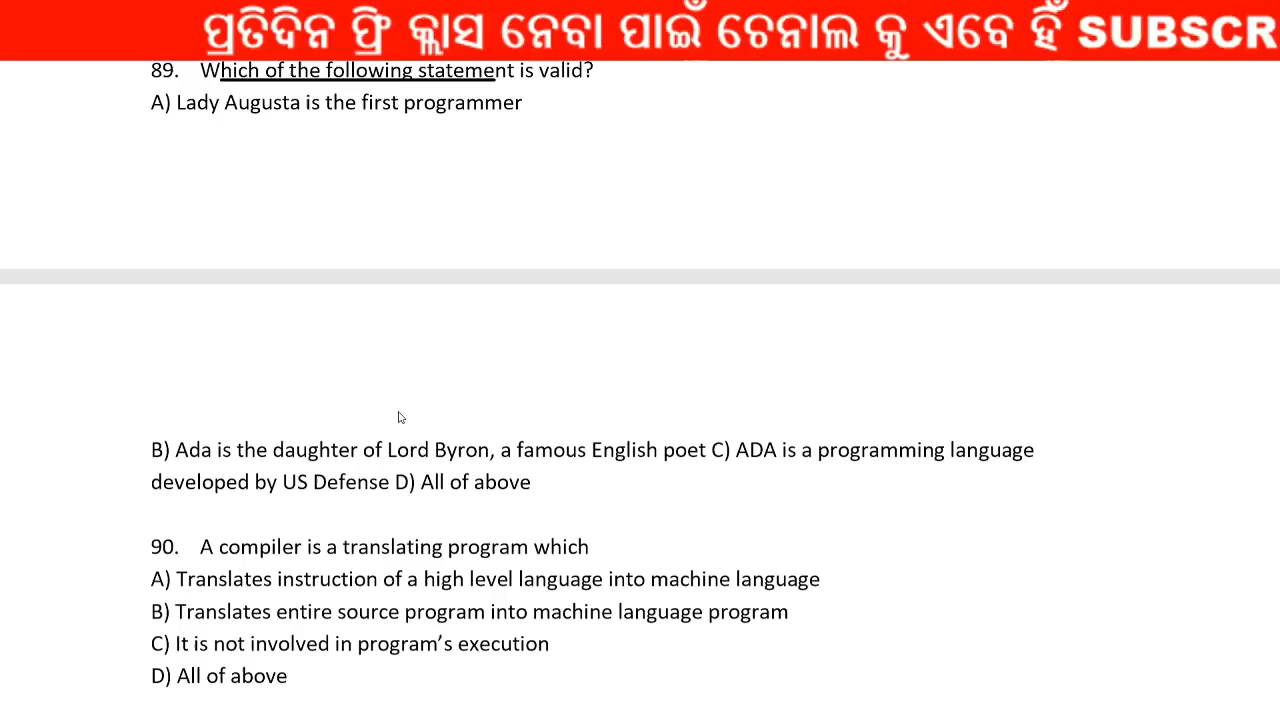 ପ୍ରତିଦିନ ଫ୍ରି କ୍ଲାସ ନେବା ପାଇଁ ଚେନାଲ କୁ ଏବେ ହିଁ SUBSCR
89. Which of the following statement is valid?
A) Lady Augusta is the first programmer
B) Ada is the daughter of Lord Byron, a famous English poet C) ADA is a programming language
developed by US Defense D) All of above
90. A compiler is a translating program which
A) Translates instruction of a high level language into machine language
B) Translates entire source program into machine language program
C) It is not involved in program’s execution
D) All of above